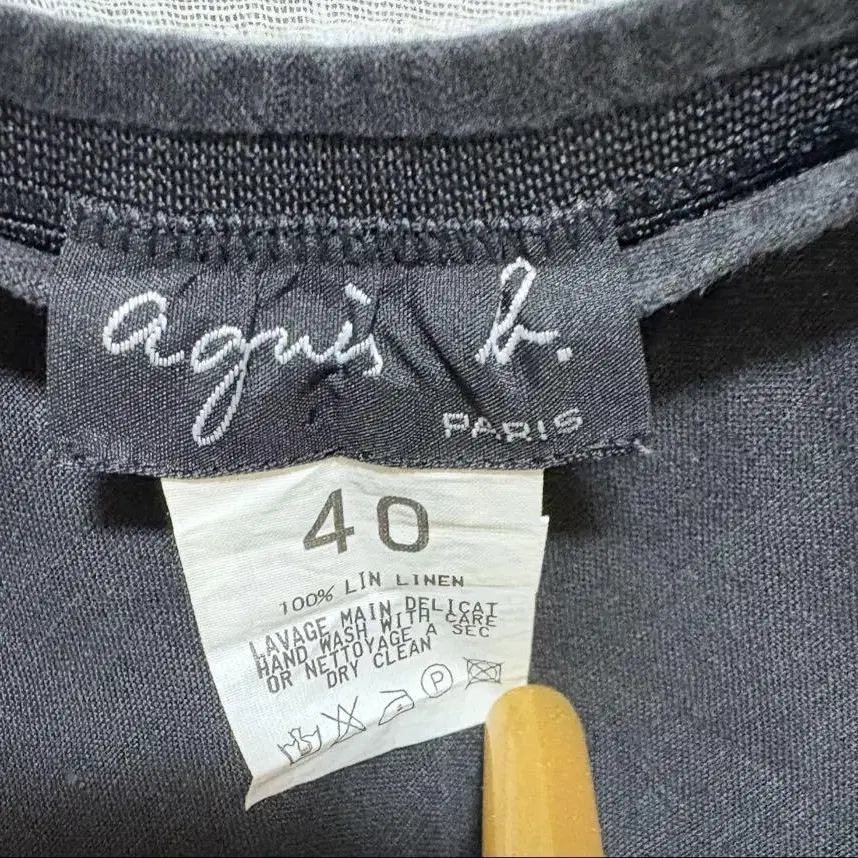 agnès b.
PARIS
40
100% LIN LINEN
LAVAGE MAIN DELICAT
HAND WASH WITH CARE
OR NETTOYAGE A SEC
DRY CLEAN
P